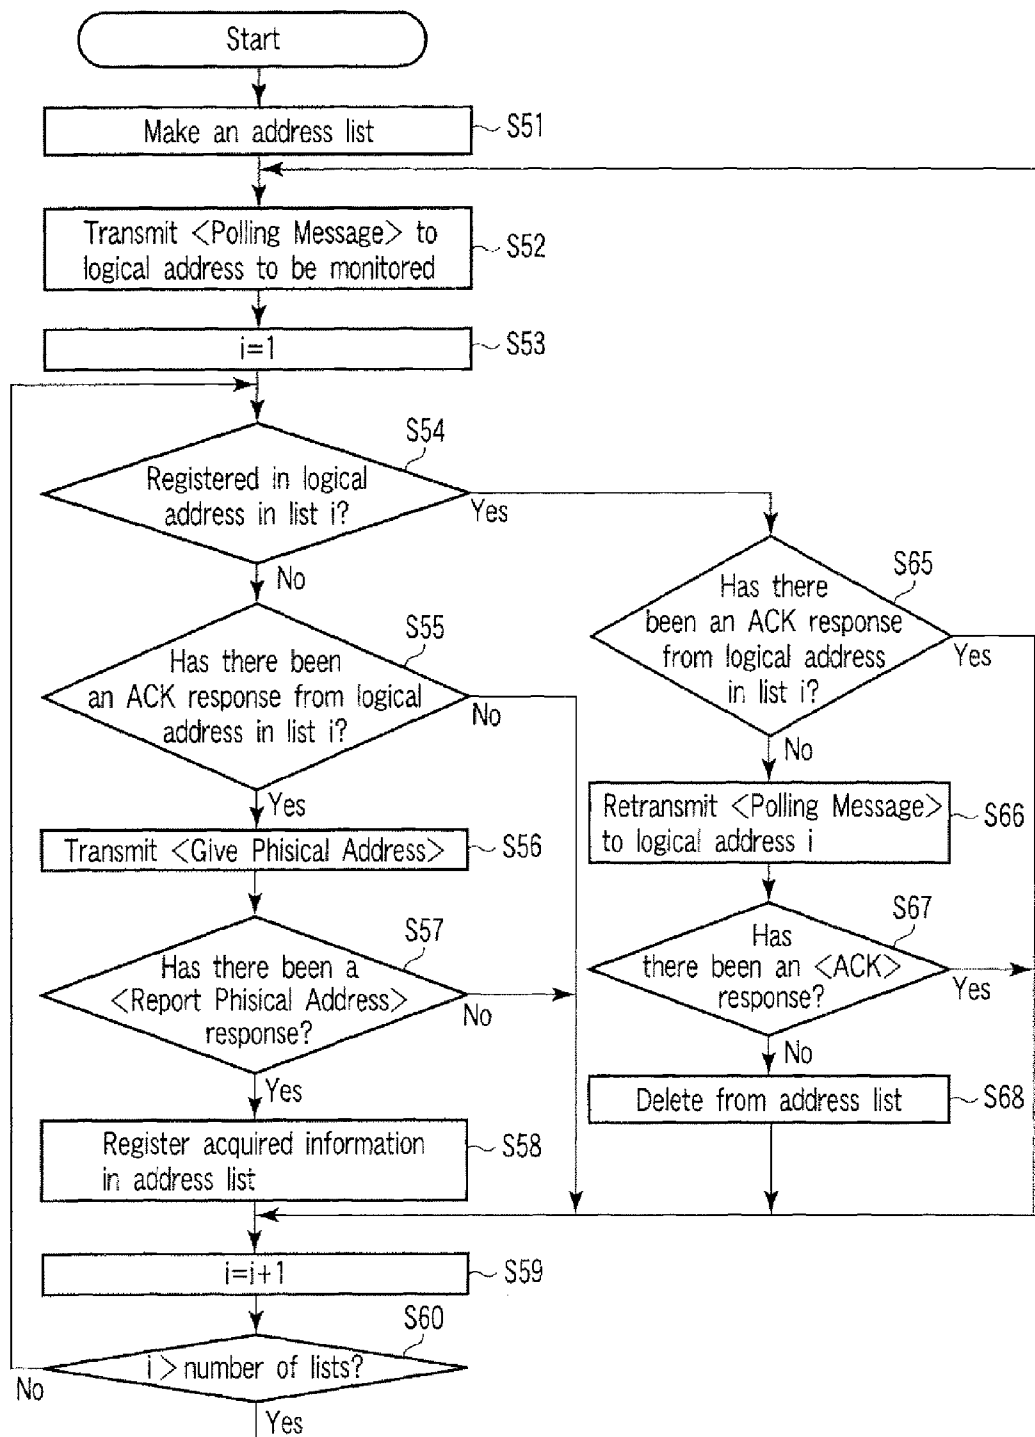 Start
Make an address list
S51
Transmit <Polling Message> to
logical address to be monitored
S52
i=1
S53
S54
Registered in logical
address in list i?
Yes
No
S55
Has there been
an ACK response from logical
address in list i?
No
Yes
Transmit <Give Phisical Address>
S56
S57
Has there been a
<Report Phisical Address>
response?
No
Yes
Register acquired information
in address list
S58
i=i+1
S59
S60
i > number of lists?
No
Yes
S65
Has there
been an ACK response
from logical address
in list i?
Yes
No
Retransmit <Polling Message>
to logical address i
S66
S67
Has
there been an <ACK>
response?
Yes
No
Delete from address list
S68